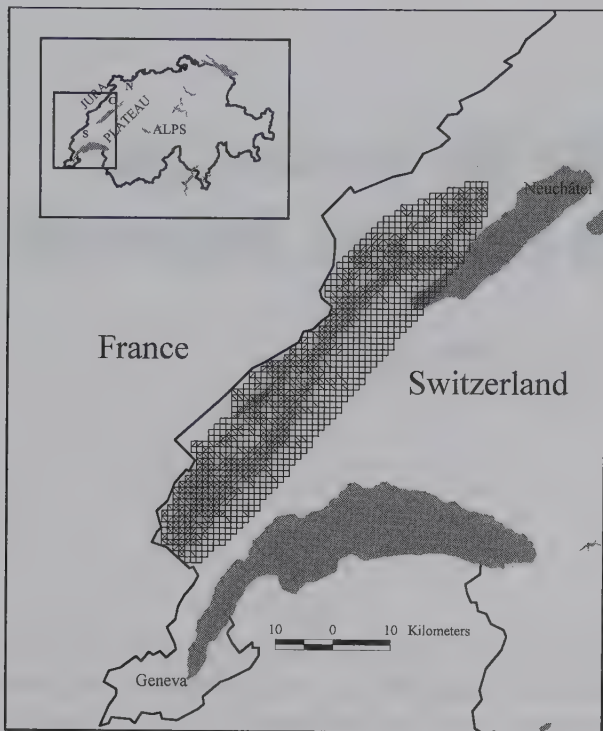 JURA
N
C
PLATEAU
S
ALPS
Neuchâtel
France
Switzerland
10 0 10 Kilometers
Geneva